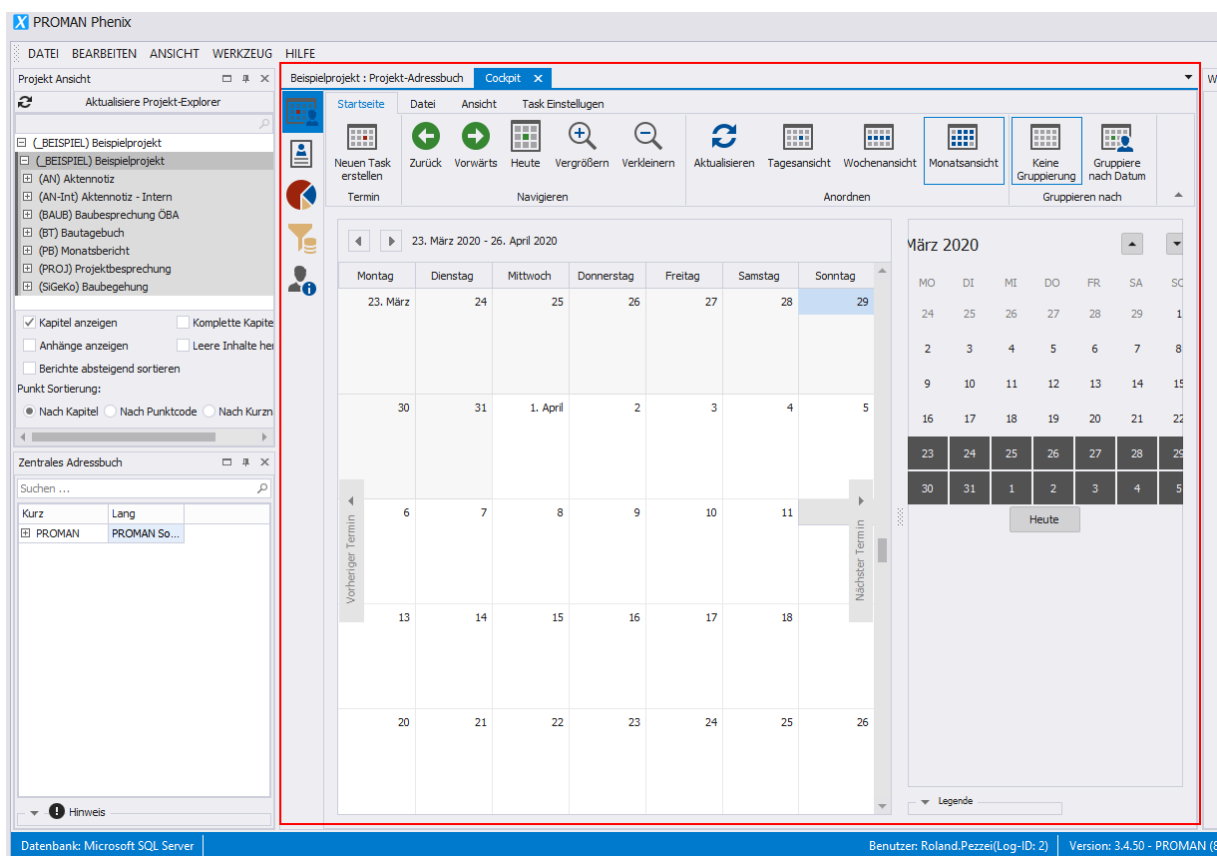 PROMAN Phenix
DATEI BEARBEITEN ANSICHT WERKZEUG HILFE
Projekt Ansicht
Aktualisiere Projekt-Explorer
(_BEISPIEL) Beispielprojekt
(_BEISPIEL) Beispielprojekt
(AN) Aktennotiz
(AN-Int) Aktennotiz - Intern
(BAUB) Baubesprechung ÖBA
(BT) Bautagebuch
(PB) Monatsbericht
(PROJ) Projektbesprechung
(SiGeKo) Baubegehung
Kapitel anzeigen Komplette Kapite
Anhänge anzeigen Leere Inhalte her
Berichte absteigend sortieren
Punkt Sortierung:
Nach Kapitel Nach Punktcode Nach Kurzn
Zentrales Adressbuch
Suchen ...
Kurz Lang
PROMAN PROMAN So...
Hinweis
Beispielprojekt : Projekt-Adressbuch Cockpit
W
Startseite Datei Ansicht Task Einstellugen
Neuen Task erstellen Zurück Vorwärts Heute Vergrößern Verkleinern Aktualisieren Tagesansicht Wochenansicht Monatsansicht Keine Gruppierung Gruppiere nach Datum
Termin Navigieren Anordnen Gruppieren nach
23. März 2020 - 26. April 2020
Montag Dienstag Mittwoch Donnerstag Freitag Samstag Sonntag
23. März 24 25 26 27 28 29
30 31 1. April 2 3 4 5
6 7 8 9 10 11
13 14 15 16 17 18
20 21 22 23 24 25 26
Vorheriger Termin
Nächster Termin
März 2020
MO DI MI DO FR SA SO
24 25 26 27 28 29 1
2 3 4 5 6 7 8
9 10 11 12 13 14 15
16 17 18 19 20 21 22
23 24 25 26 27 28 29
30 31 1 2 3 4 5
Heute
Legende
Datenbank: Microsoft SQL Server Benutzer: Roland.Pezzei(Log-ID: 2) Version: 3.4.50 - PROMAN (8